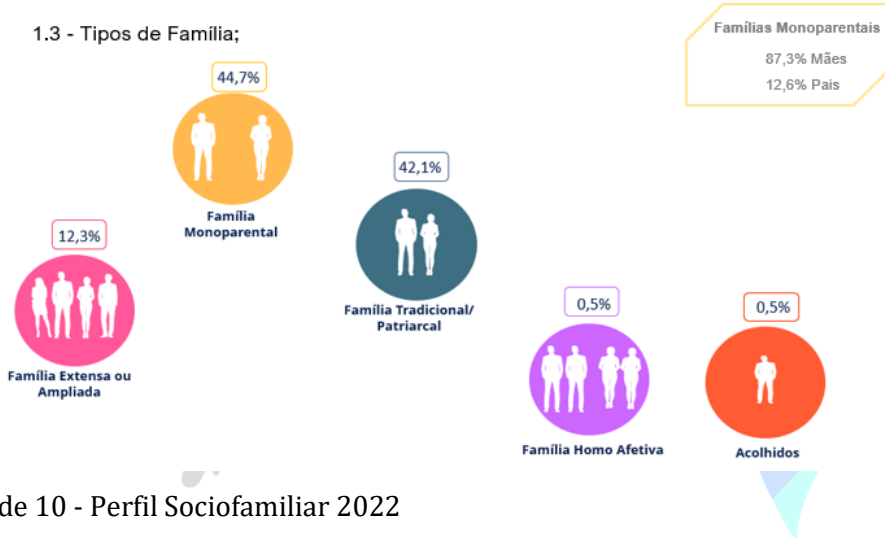 1.3 - Tipos de Família;
Famílias Monoparentais
87,3% Mães
12,6% Pais
44,7%
Família
Monoparental
42,1%
Família Tradicional/
Patriarcal
12,3%
Família Extensa ou
Ampliada
0,5%
Família Homo Afetiva
0,5%
Acolhidos
de 10 - Perfil Sociofamiliar 2022